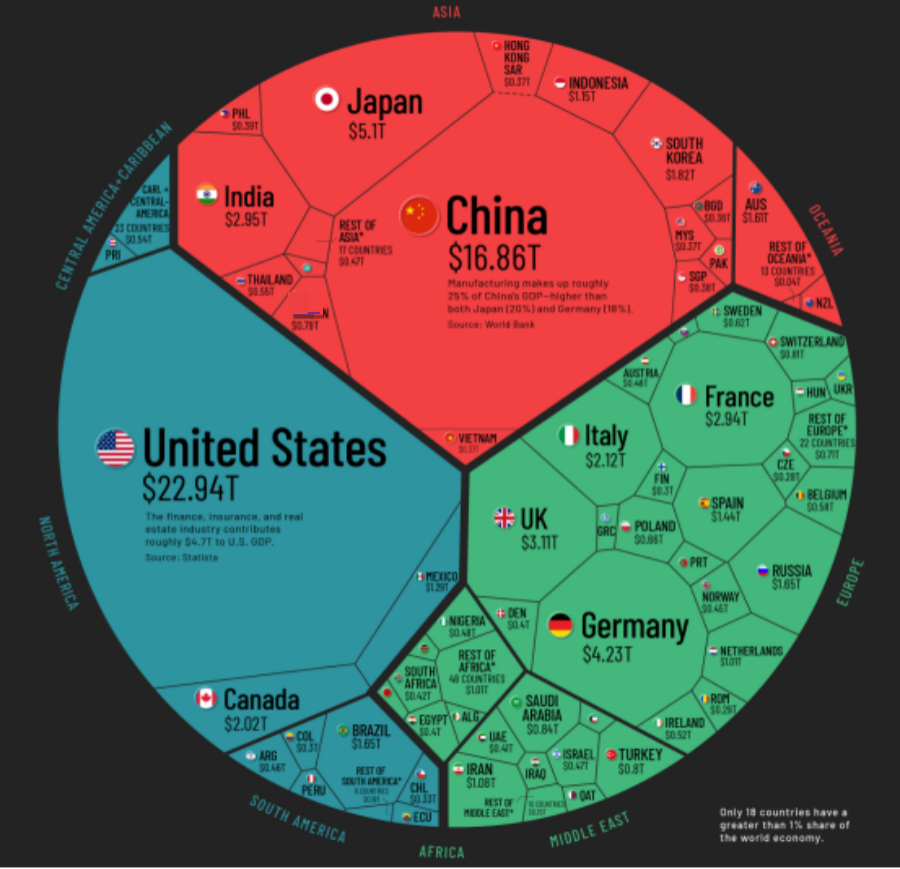 ASIA
HONG
KONG
SAR
$0.37T
INDONESIA
$1.15T
Japan
$5.1T
PHL
$0.39T
SOUTH
KOREA
$1.82T
India
$2.95T
China
$16.86T
Manufacturing makes up roughly
25% of China's GDP—higher than
both Japan (20%) and Germany (18%).
Source: World Bank
REST OF
ASIA*
17 COUNTRIES
$0.47T
THAILAND
$0.55T
N
$0.79T
BGD
$0.36T
MYS
$0.37T
PAK
SGP
$0.38T
VIETNAM
CENTRAL AMERICA+CARIBBEAN
CARI. +
CENTRAL-
AMERICA
23 COUNTRIES
$0.54T
PRI
OCEANIA
AUS
$1.61T
REST OF
OCEANIA*
13 COUNTRIES
$0.04T
NZL
NORTH AMERICA
United States
$22.94T
The finance, insurance, and real
estate industry contributes
roughly $4.7T to U.S. GDP.
Source: Statista
MEXICO
$1.29T
Canada
$2.02T
EUROPE
SWEDEN
$0.62T
SWITZERLAND
$0.81T
AUSTRIA
$0.48T
France
$2.94T
HUN
UKR
Italy
$2.12T
REST OF
EUROPE*
22 COUNTRIES
$0.71T
FIN
$0.3T
CZE
$0.28T
SPAIN
$1.44T
BELGIUM
$0.58T
UK
$3.11T
GRC
POLAND
$0.66T
PRT
RUSSIA
$1.65T
NORWAY
$0.45T
DEN
$0.4T
Germany
$4.23T
NETHERLANDS
$1.01T
ROM
$0.29T
IRELAND
$0.52T
NIGERIA
$0.48T
REST OF
AFRICA*
48 COUNTRIES
$1.01T
SOUTH
AFRICA
$0.42T
EGYPT
$0.4T
ALG
SAUDI
ARABIA
$0.84T
UAE
$0.41T
ISRAEL
$0.47T
TURKEY
$0.8T
IRAN
$1.08T
IRAQ
QAT
REST OF
MIDDLE EAST*
BRAZIL
$1.65T
COL
$0.3T
ARG
$0.46T
PERU
REST OF
SOUTH AMERICA*
CHL
$0.33T
ECU
SOUTH AMERICA
AFRICA
MIDDLE EAST
Only 18 countries have a
greater than 1% share of
the world economy.